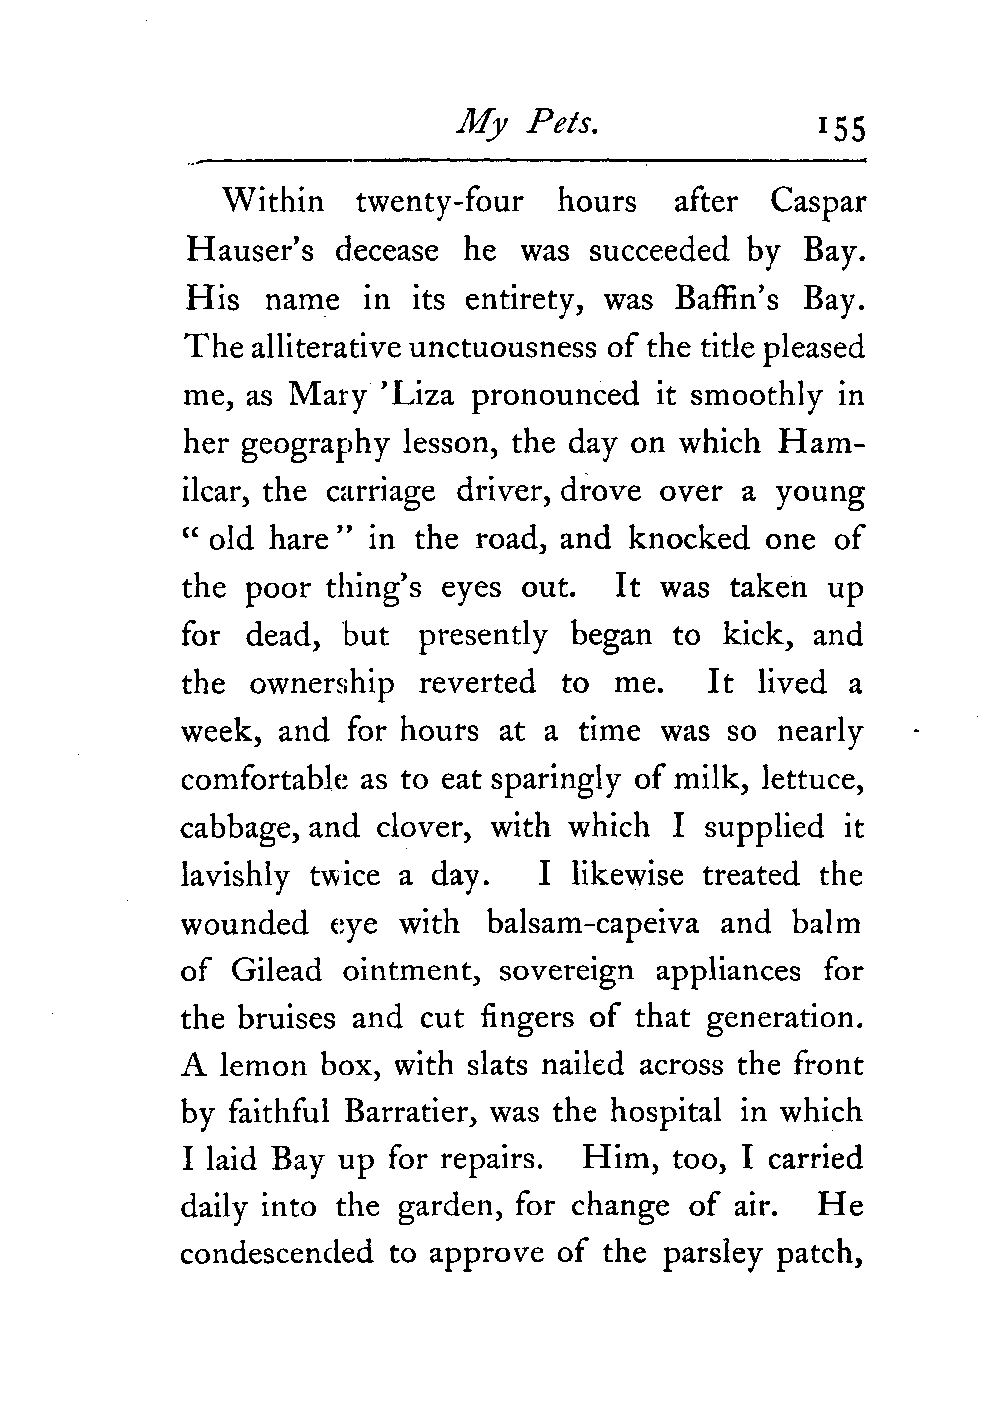 My Pets. 155
Within twenty-four hours after Caspar
Hauser's decease he was succeeded by Bay.
His name in its entirety, was Baffin's Bay.
The alliterative unctuousness of the title pleased
me, as Mary 'Liza pronounced it smoothly in
her geography lesson, the day on which Ham-
ilcar, the carriage driver, drove over a young
“ old hare ” in the road, and knocked one of
the poor thing's eyes out. It was taken up
for dead, but presently began to kick, and
the ownership reverted to me. It lived a
week, and for hours at a time was so nearly
comfortable as to eat sparingly of milk, lettuce,
cabbage, and clover, with which I supplied it
lavishly twice a day. I likewise treated the
wounded eye with balsam-capeiva and balm
of Gilead ointment, sovereign appliances for
the bruises and cut fingers of that generation.
A lemon box, with slats nailed across the front
by faithful Barratier, was the hospital in which
I laid Bay up for repairs. Him, too, I carried
daily into the garden, for change of air. He
condescended to approve of the parsley patch,